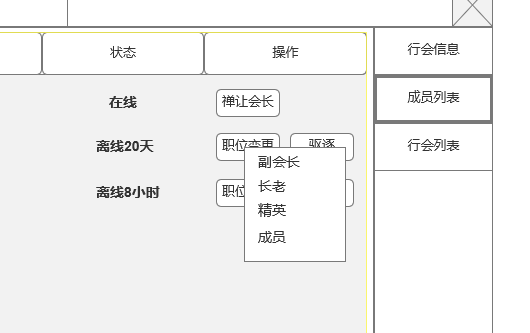 状态 操作 行会信息
在线 禅让会长 成员列表
离线20天 职位变更 驱逐 行会列表
副会长
长老
离线8小时 职位
精英
成员